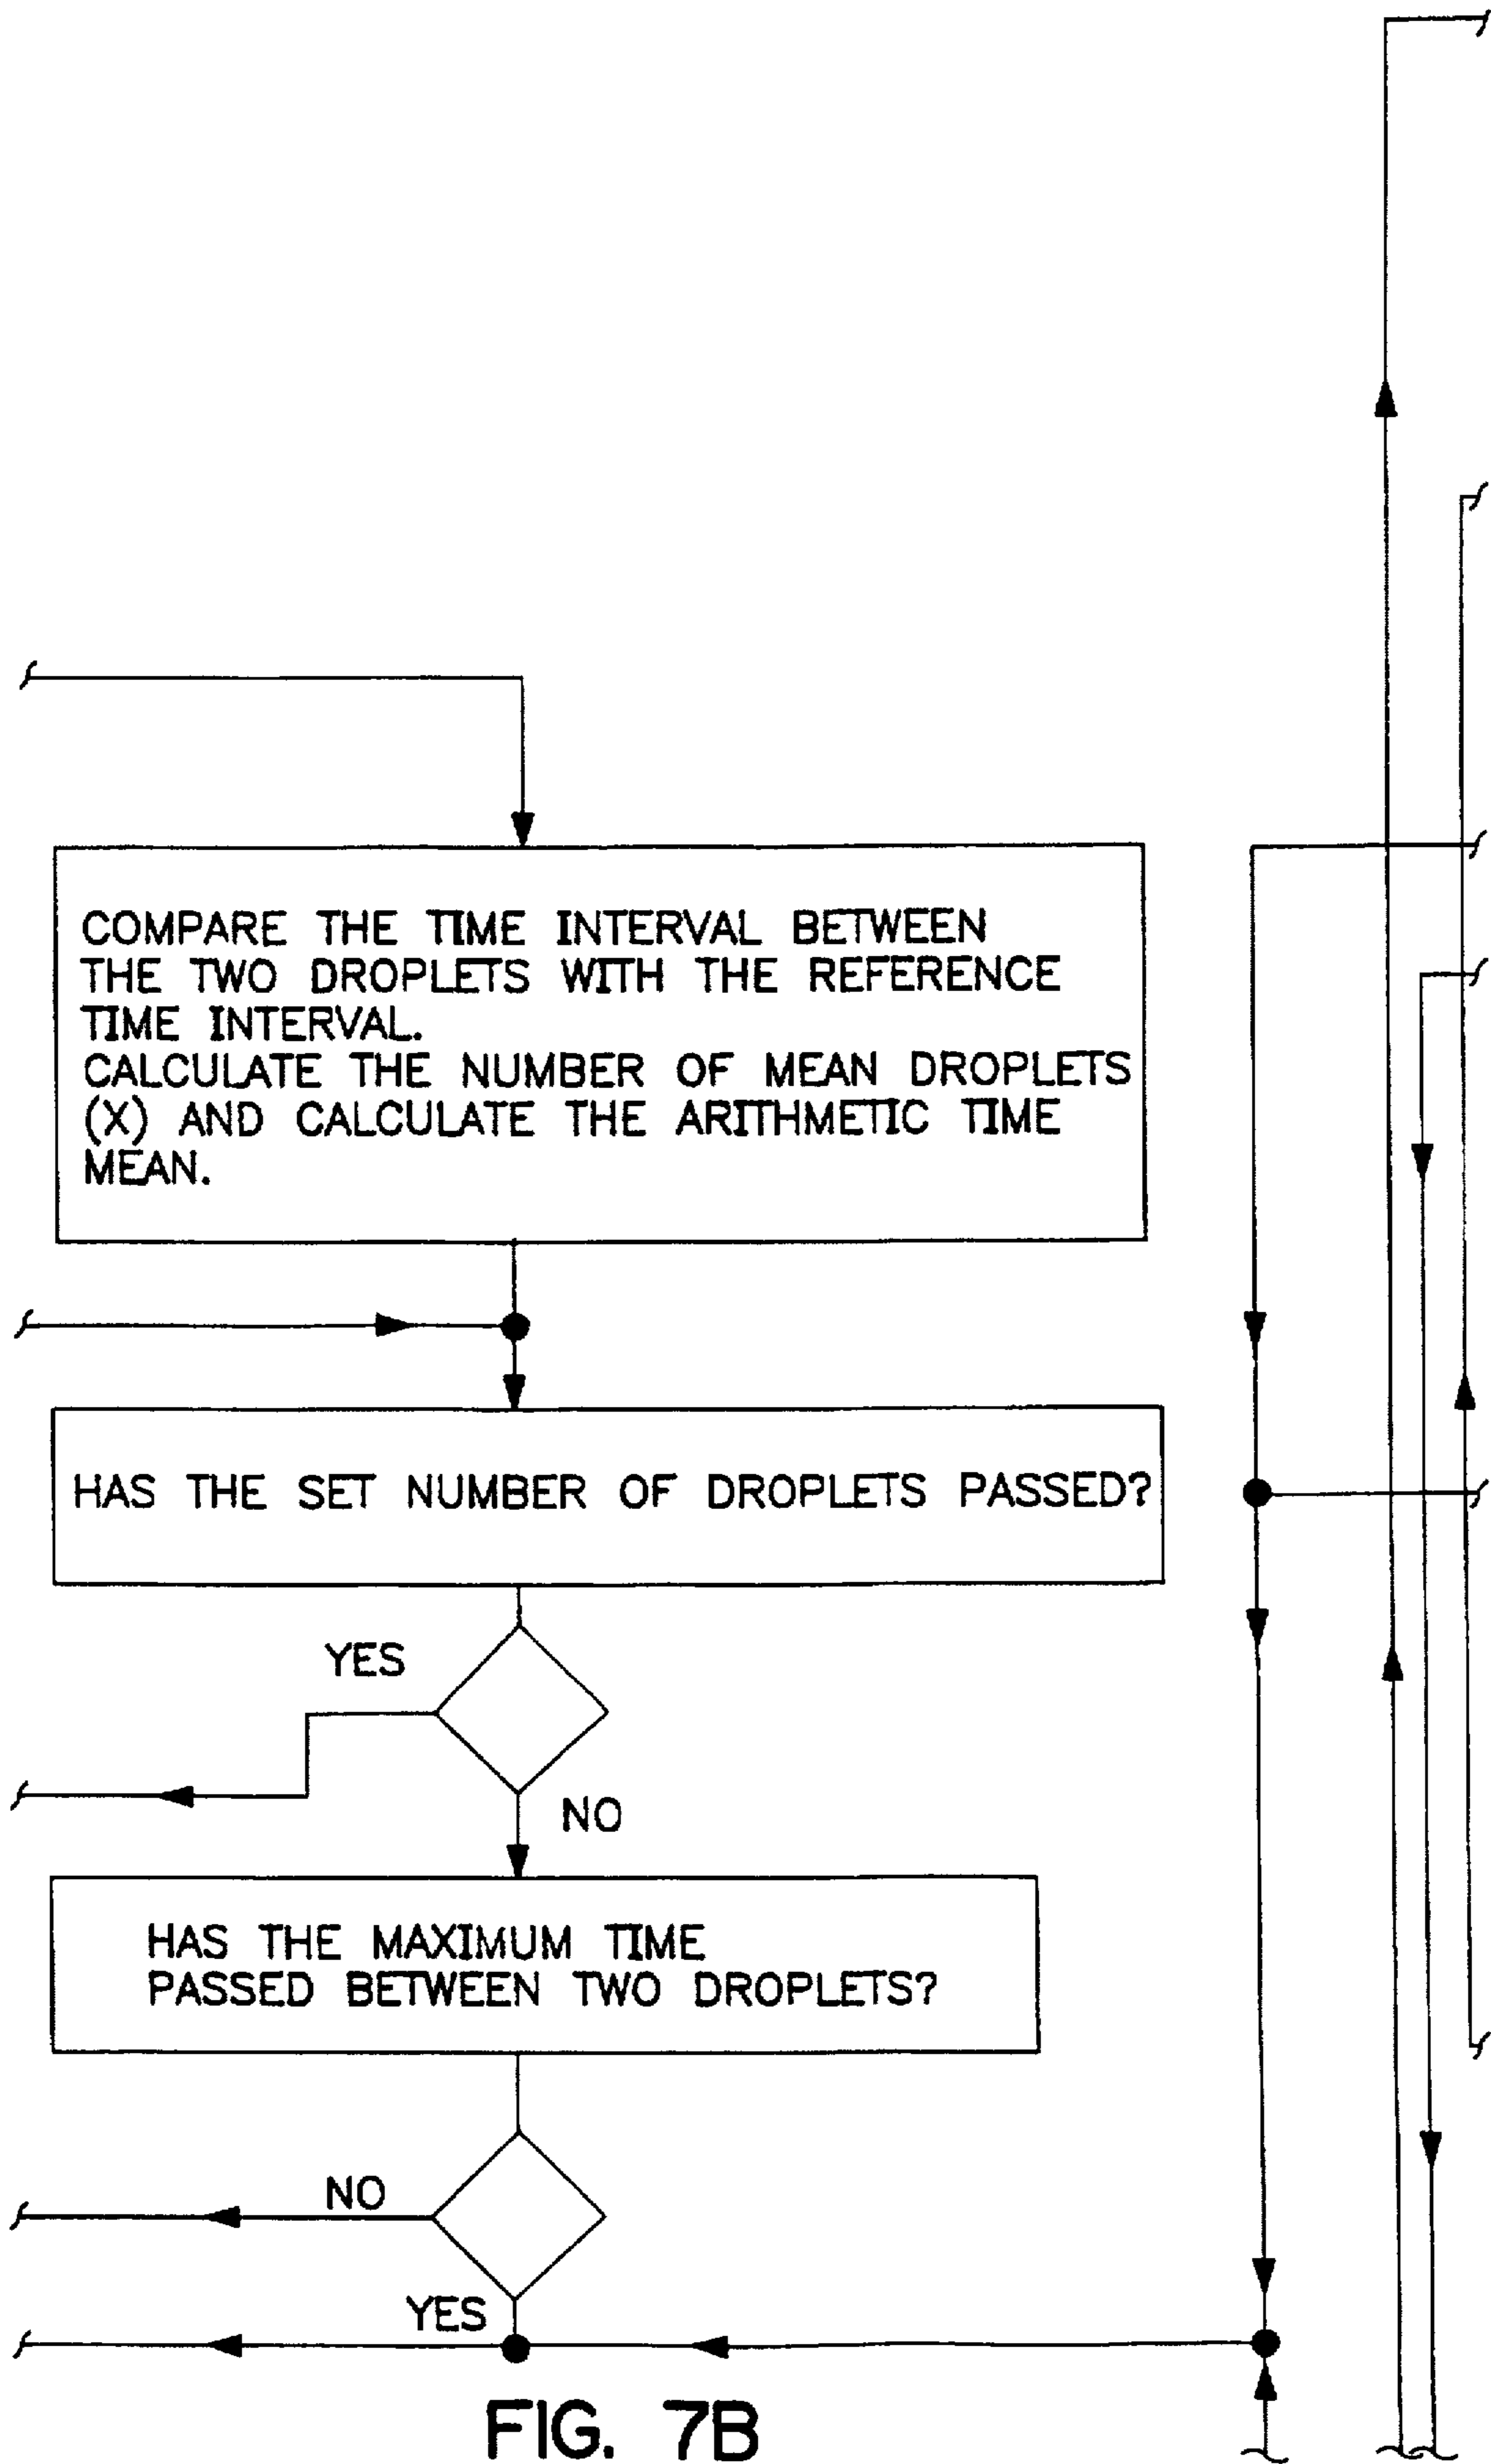 COMPARE THE TIME INTERVAL BETWEEN
THE TWO DROPLETS WITH THE REFERENCE
TIME INTERVAL.
CALCULATE THE NUMBER OF MEAN DROPLETS
(X) AND CALCULATE THE ARITHMETIC TIME
MEAN.
HAS THE SET NUMBER OF DROPLETS PASSED?
YES
NO
HAS THE MAXIMUM TIME
PASSED BETWEEN TWO DROPLETS?
NO
YES
FIG. 7B